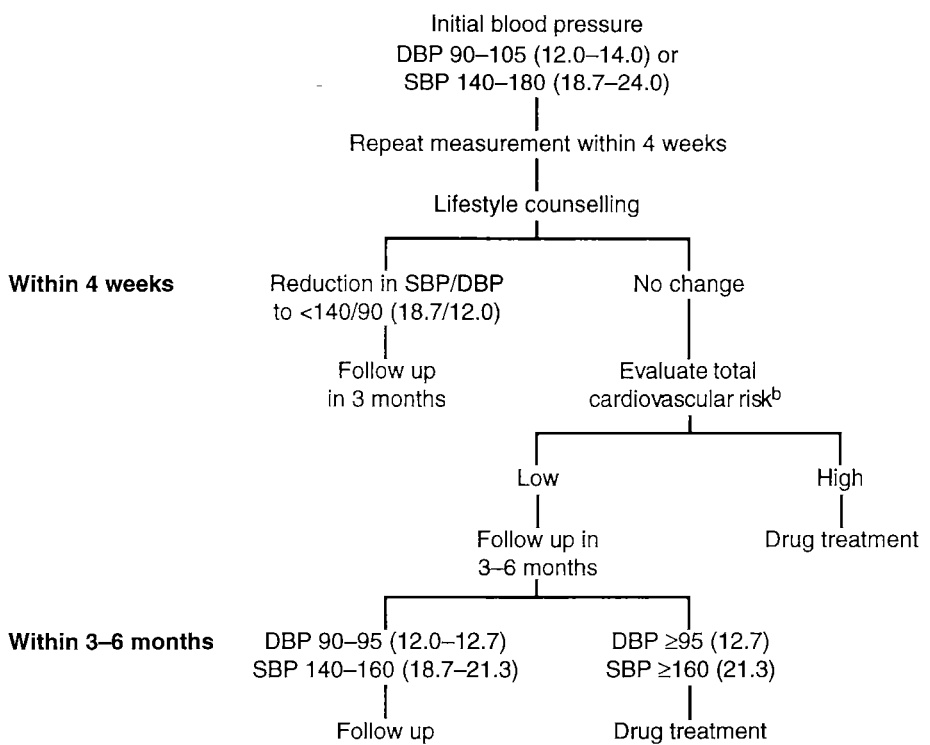 Initial blood pressure
DBP 90–105 (12.0–14.0) or
SBP 140–180 (18.7–24.0)
Repeat measurement within 4 weeks
Lifestyle counselling
Within 4 weeks
Reduction in SBP/DBP
to <140/90 (18.7/12.0)
No change
Follow up
in 3 months
Evaluate total
cardiovascular riskᵇ
Low
High
Follow up in
3–6 months
Drug treatment
Within 3–6 months
DBP 90–95 (12.0–12.7)
SBP 140–160 (18.7–21.3)
DBP ≥95 (12.7)
SBP ≥160 (21.3)
Follow up
Drug treatment